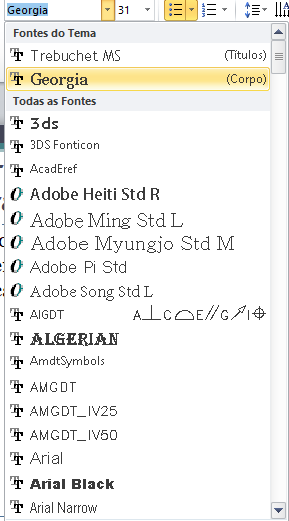 Georgia 31
Fontes do Tema
Trebuchet MS (Títulos)
Georgia (Corpo)
Todas as Fontes
3ds
3DS Fonticon
AcadEref
Adobe Heiti Std R
Adobe Ming Std L
Adobe Myungjo Std M
Adobe Pi Std
Adobe Song Std L
AIGDT
ALGERIAN
AmdtSymbols
AMGDT
AMGDT_IV25
AMGDT_IV50
Arial
Arial Black
Arial Narrow